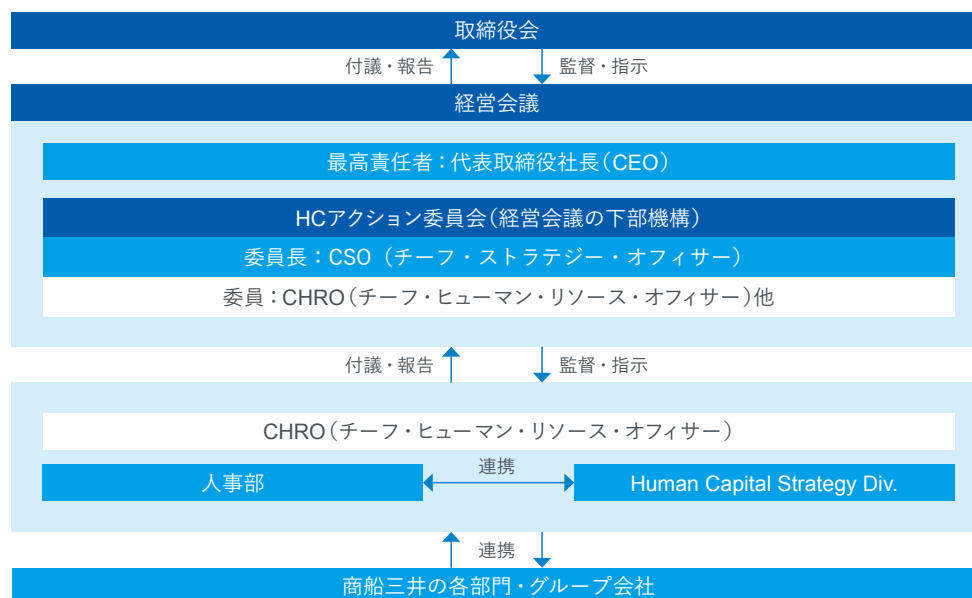 取締役会
付議・報告 監督・指示
経営会議
最高責任者：代表取締役社長（CEO）
HCアクション委員会（経営会議の下部機構）
委員長：CSO（チーフ・ストラテジー・オフィサー）
委員：CHRO（チーフ・ヒューマン・リソース・オフィサー）他
付議・報告 監督・指示
CHRO（チーフ・ヒューマン・リソース・オフィサー）
連携
人事部 Human Capital Strategy Div.
連携
商船三井の各部門・グループ会社